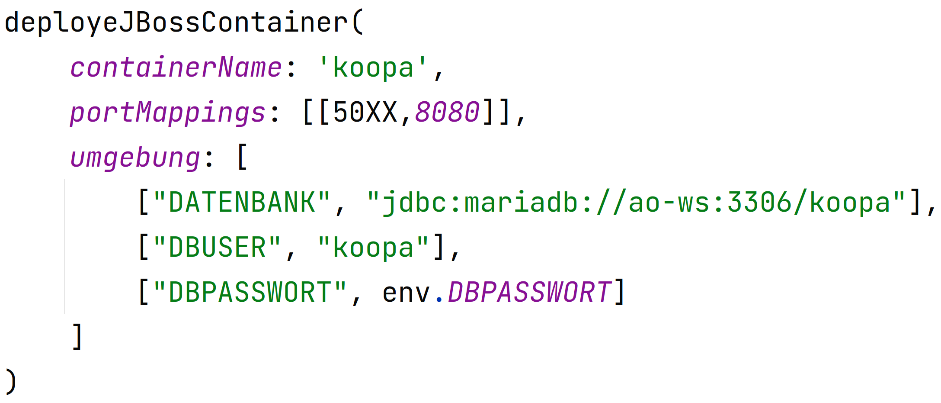 deployeJBossContainer(
    containerName: 'koopa',
    portMappings: [[50XX,8080]],
    umgebung: [
        ["DATENBANK", "jdbc:mariadb://ao-ws:3306/koopa"],
        ["DBUSER", "koopa"],
        ["DBPASSWORT", env.DBPASSWORT]
    ]
)